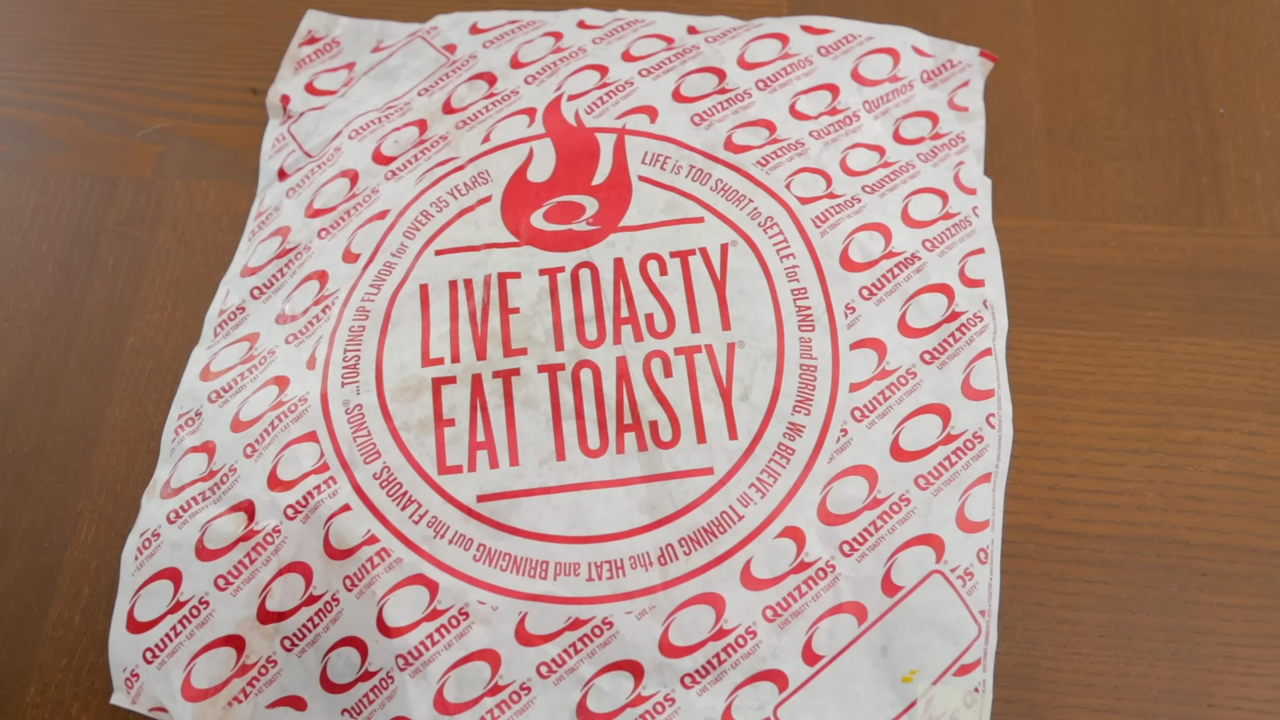 LIFE is TOO SHORT to SETTLE for BLAND and BORING. We BELIEVE in TURNING UP the HEAT and BRINGING out the FLAVORS. QUIZNOS® ...TOASTING UP FLAVOR for OVER 35 YEARS!
Q®
LIVE TOASTY®
EAT TOASTY®
Q
QUIZNOS®
LIVE TOASTY • EAT TOASTY®